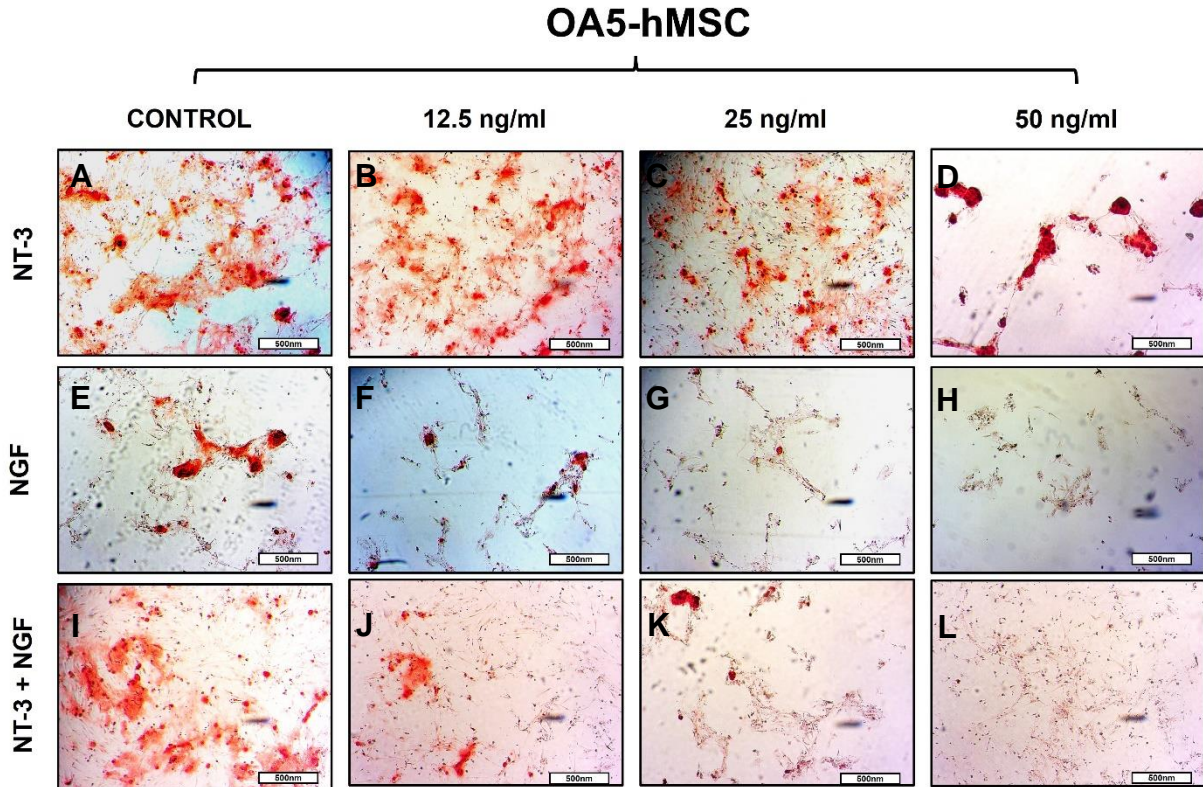 OA5-hMSC
CONTROL 12.5 ng/ml 25 ng/ml 50 ng/ml
NT-3
A B C D
500nm 500nm 500nm 500nm
NGF
E F G H
500nm 500nm 500nm 500nm
NT-3 + NGF
I J K L
500nm 500nm 500nm 500nm